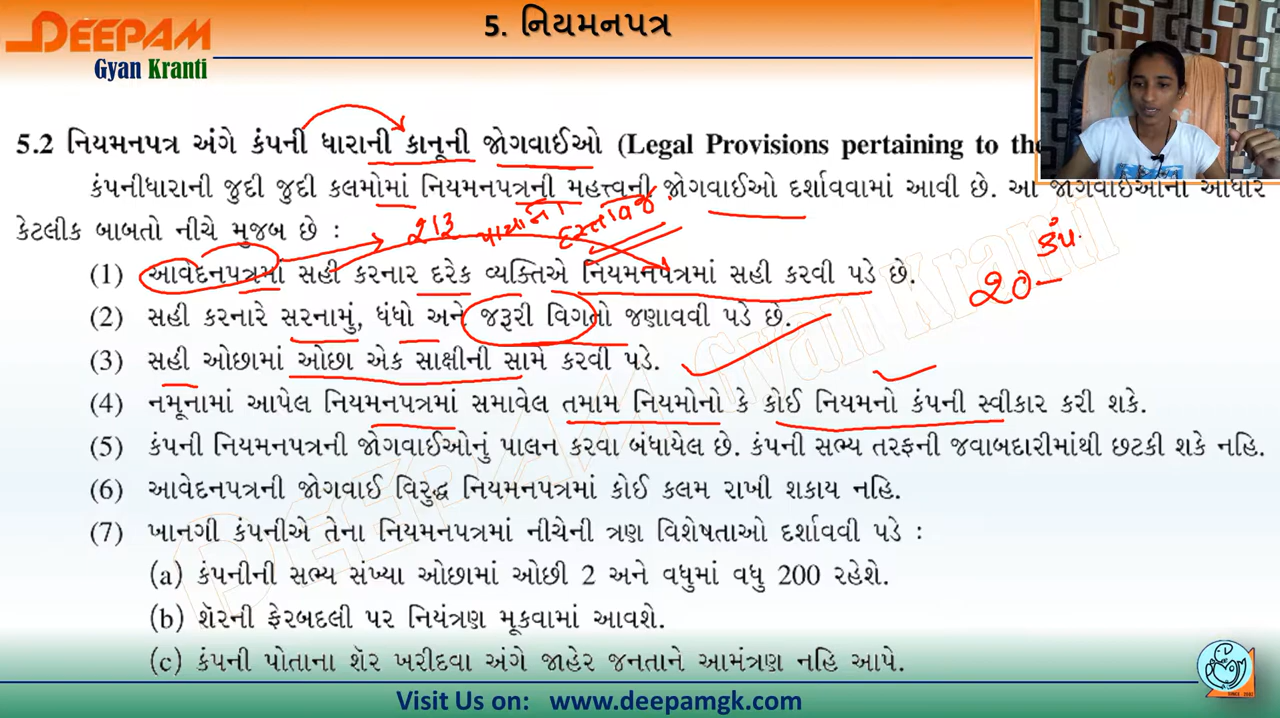 DEEPAM
Gyan Kranti
5. નિયમનપત્ર
5.2 નિયમનપત્ર અંગે કંપની ધારાની કાનૂની જોગવાઈઓ (Legal Provisions pertaining to the
કંપનીધારાની જુદી જુદી કલમોમાં નિયમનપત્રની મહત્ત્વની જોગવાઈઓ દર્શાવવામાં આવી છે. આ જોગવાઈઓના આધારે
કેટલીક બાબતો નીચે મુજબ છે :
213 પાયાનો દસ્તાવેજ
કંપ
20
(1) આવેદનપત્રમાં સહી કરનાર દરેક વ્યક્તિએ નિયમનપત્રમાં સહી કરવી પડે છે.
(2) સહી કરનારે સરનામું, ધંધો અને જરૂરી વિગતો જણાવવી પડે છે.
(3) સહી ઓછામાં ઓછા એક સાક્ષીની સામે કરવી પડે.
(4) નમૂનામાં આપેલ નિયમનપત્રમાં સમાવેલ તમામ નિયમોનો કે કોઈ નિયમનો કંપની સ્વીકાર કરી શકે.
(5) કંપની નિયમનપત્રની જોગવાઈઓનું પાલન કરવા બંધાયેલ છે. કંપની સભ્ય તરફની જવાબદારીમાંથી છટકી શકે નહિ.
(6) આવેદનપત્રની જોગવાઈ વિરુદ્ધ નિયમનપત્રમાં કોઈ કલમ રાખી શકાય નહિ.
(7) ખાનગી કંપનીએ તેના નિયમનપત્રમાં નીચેની ત્રણ વિશેષતાઓ દર્શાવવી પડે :
(a) કંપનીની સભ્ય સંખ્યા ઓછામાં ઓછી 2 અને વધુમાં વધુ 200 રહેશે.
(b) શૅરની ફેરબદલી પર નિયંત્રણ મૂકવામાં આવશે.
(c) કંપની પોતાના શૅર ખરીદવા અંગે જાહેર જનતાને આમંત્રણ નહિ આપે.
DEEPAM Gyan Kranti
Visit Us on: www.deepamgk.com